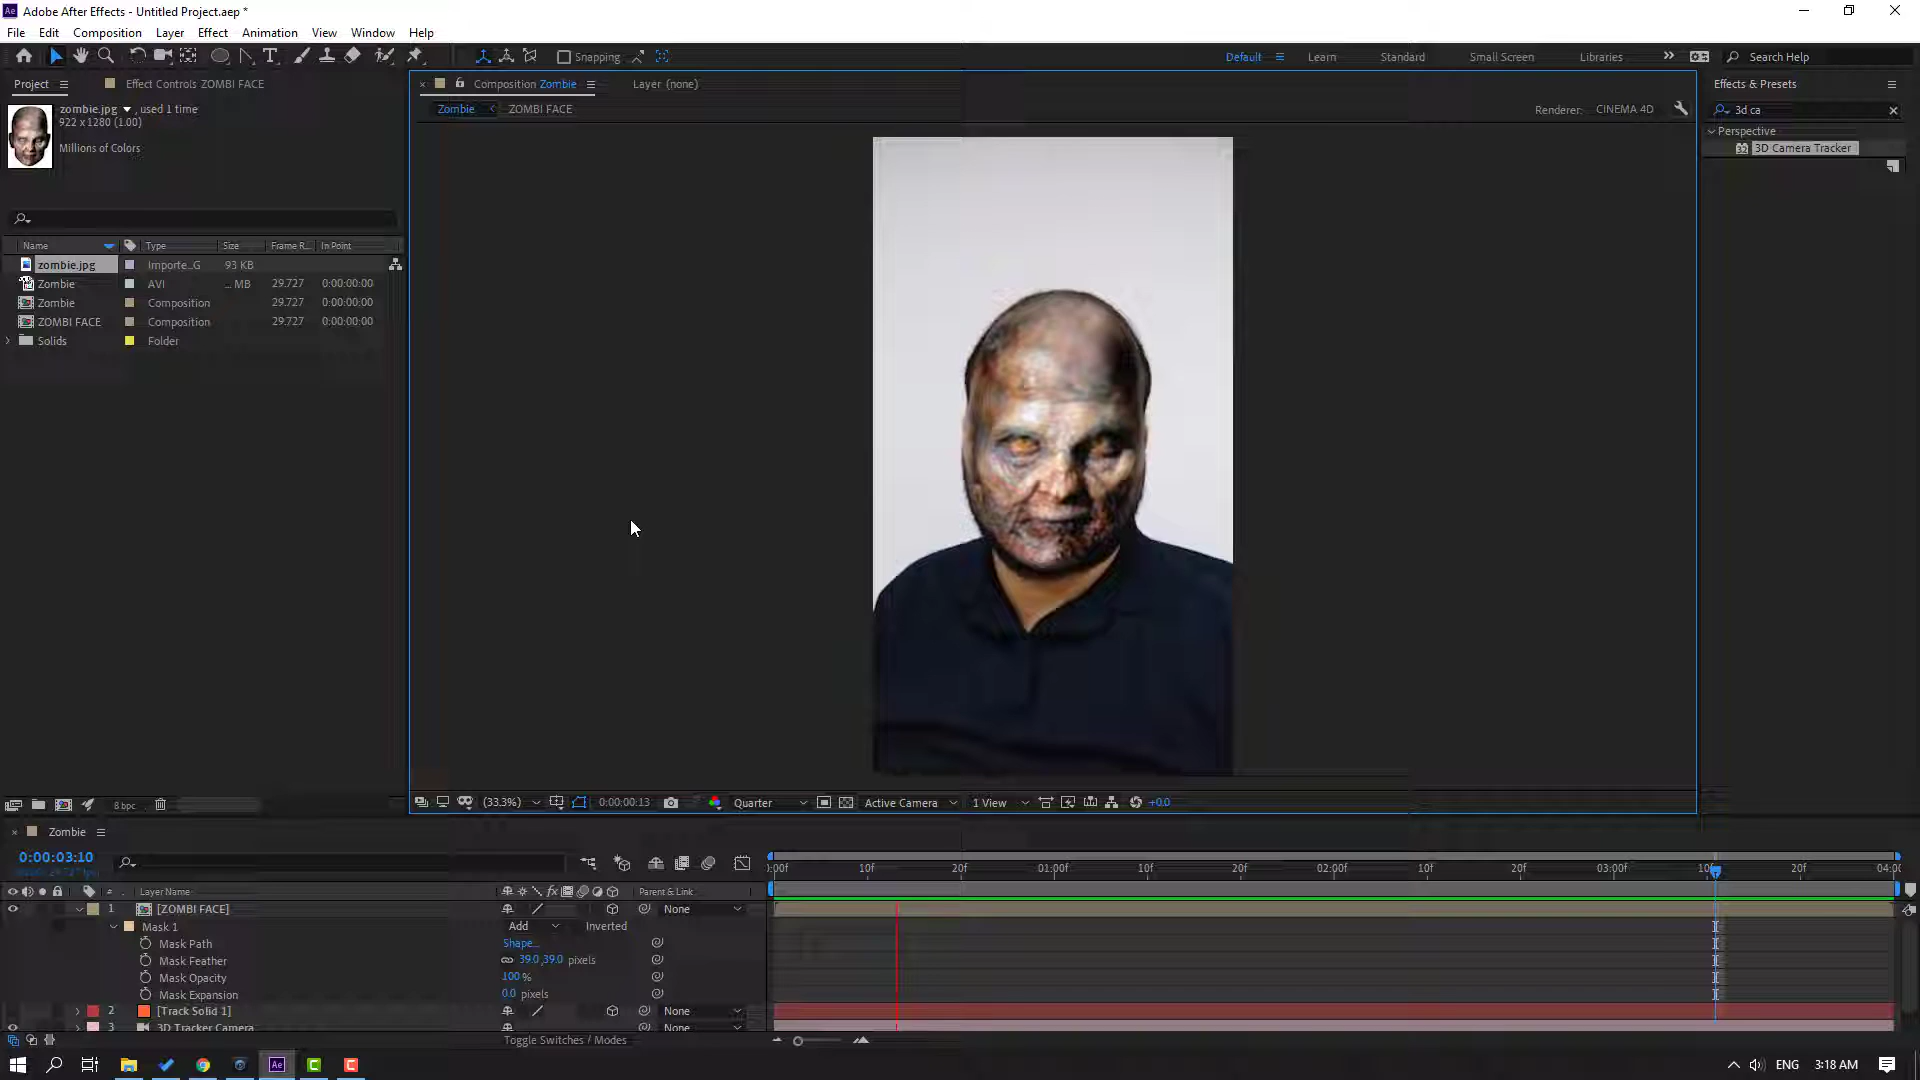 Adobe After Effects - Untitled Project.aep *
File Edit Composition Layer Effect Animation View Window Help
Snapping
Default Learn Standard Small Screen Libraries Search Help
Project Effect Controls ZOMBI FACE
Composition Zombie Layer (none)
Effects & Presets
zombie.jpg , used 1 time
922 x 1280 (1.00)
Millions of Colors
Zombie ZOMBI FACE
Renderer: CINEMA 4D
3d ca
Perspective
3D Camera Tracker
Name Type Size Frame R... In Point
zombie.jpg Importe...G 93 KB
Zombie AVI ... MB 29.727 0:00:00:00
Zombie Composition 29.727 0:00:00:00
ZOMBI FACE Composition 29.727 0:00:00:00
Solids Folder
8 bpc
(33.3%) 0:00:00:13 Quarter Active Camera 1 View +0.0
Zombie
0:00:03:10
:00f 10f 20f 01:00f 10f 20f 02:00f 10f 20f 03:00f 10f 20f 04:0
# Layer Name Parent & Link
1 [ZOMBI FACE] None
Mask 1 Add Inverted
Mask Path Shape...
Mask Feather 39.0,39.0 pixels
Mask Opacity 100 %
Mask Expansion 0.0 pixels
2 [Track Solid 1] None
3 3D Tracker Camera None
Toggle Switches / Modes
Ae ENG 3:18 AM